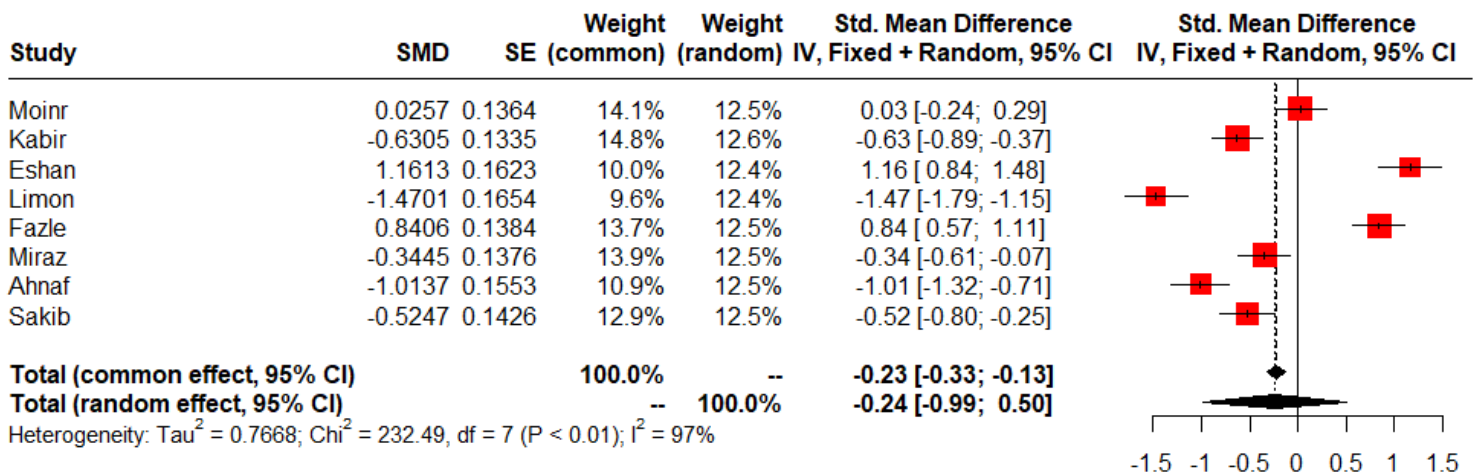 Weight Weight Std. Mean Difference Std. Mean Difference
Study SMD SE (common) (random) IV, Fixed + Random, 95% CI IV, Fixed + Random, 95% CI
Moinr 0.0257 0.1364 14.1% 12.5% 0.03 [-0.24; 0.29]
Kabir -0.6305 0.1335 14.8% 12.6% -0.63 [-0.89; -0.37]
Eshan 1.1613 0.1623 10.0% 12.4% 1.16 [ 0.84; 1.48]
Limon -1.4701 0.1654 9.6% 12.4% -1.47 [-1.79; -1.15]
Fazle 0.8406 0.1384 13.7% 12.5% 0.84 [ 0.57; 1.11]
Miraz -0.3445 0.1376 13.9% 12.5% -0.34 [-0.61; -0.07]
Ahnaf -1.0137 0.1553 10.9% 12.5% -1.01 [-1.32; -0.71]
Sakib -0.5247 0.1426 12.9% 12.5% -0.52 [-0.80; -0.25]
Total (common effect, 95% CI) 100.0% -- -0.23 [-0.33; -0.13]
Total (random effect, 95% CI) -- 100.0% -0.24 [-0.99; 0.50]
Heterogeneity: Tau² = 0.7668; Chi² = 232.49, df = 7 (P < 0.01); I² = 97%
-1.5 -1 -0.5 0 0.5 1 1.5